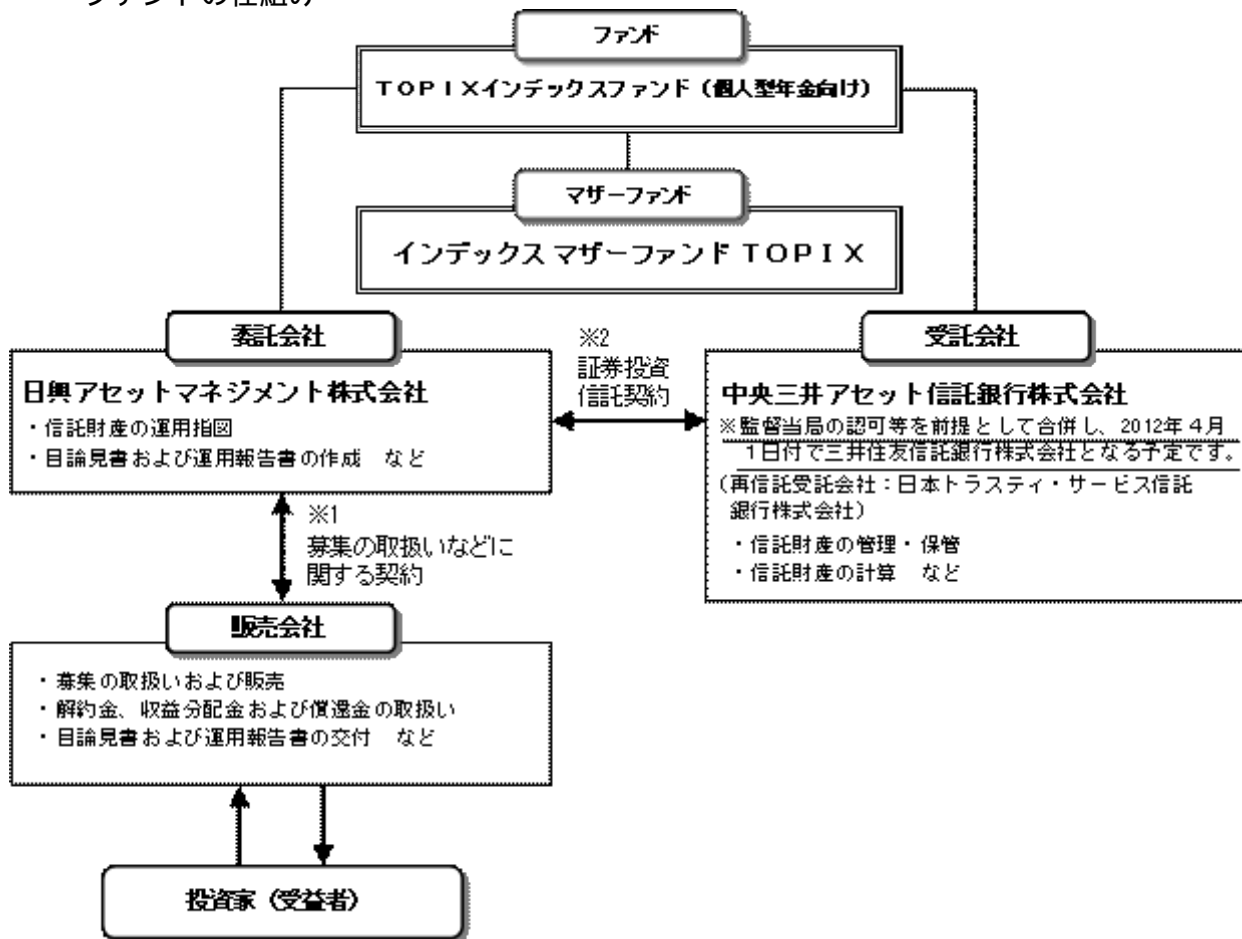 ファンドの仕組み
ファンド
TOPIXインデックスファンド（個人型年金向け）
マザーファンド
インデックス マザーファンド TOPIX
委託会社
日興アセットマネジメント株式会社
・信託財産の運用指図
・目論見書および運用報告書の作成　など
※2
証券投資
信託契約
受託会社
中央三井アセット信託銀行株式会社
※監督当局の認可等を前提として合併し、2012年4月
1日付で三井住友信託銀行株式会社となる予定です。
（再信託受託会社：日本トラスティ・サービス信託
銀行株式会社）
・信託財産の管理・保管
・信託財産の計算　など
※1
募集の取扱いなどに
関する契約
販売会社
・募集の取扱いおよび販売
・解約金、収益分配金および償還金の取扱い
・目論見書および運用報告書の交付　など
投資家（受益者）